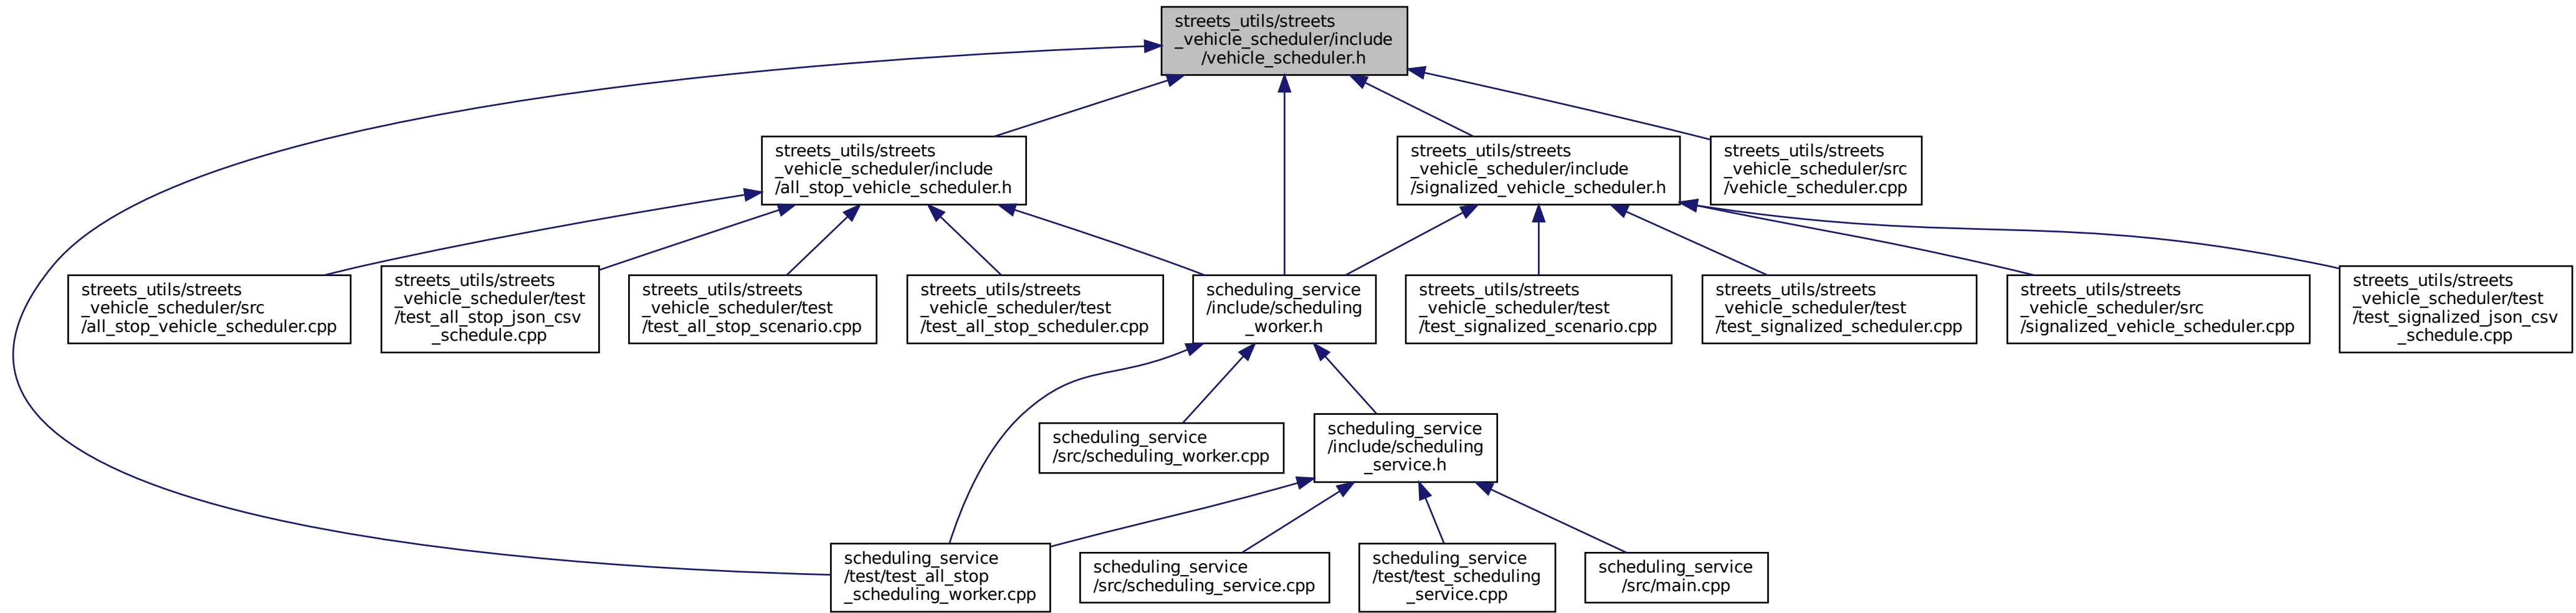 streets_utils/streets
_vehicle_scheduler/include
/vehicle_scheduler.h
streets_utils/streets
_vehicle_scheduler/include
/all_stop_vehicle_scheduler.h
streets_utils/streets
_vehicle_scheduler/include
/signalized_vehicle_scheduler.h
streets_utils/streets
_vehicle_scheduler/src
/vehicle_scheduler.cpp
streets_utils/streets
_vehicle_scheduler/src
/all_stop_vehicle_scheduler.cpp
streets_utils/streets
_vehicle_scheduler/test
/test_all_stop_json_csv
_schedule.cpp
streets_utils/streets
_vehicle_scheduler/test
/test_all_stop_scenario.cpp
streets_utils/streets
_vehicle_scheduler/test
/test_all_stop_scheduler.cpp
scheduling_service
/include/scheduling
_worker.h
streets_utils/streets
_vehicle_scheduler/test
/test_signalized_scenario.cpp
streets_utils/streets
_vehicle_scheduler/test
/test_signalized_scheduler.cpp
streets_utils/streets
_vehicle_scheduler/src
/signalized_vehicle_scheduler.cpp
streets_utils/streets
_vehicle_scheduler/test
/test_signalized_json_csv
_schedule.cpp
scheduling_service
/src/scheduling_worker.cpp
scheduling_service
/include/scheduling
_service.h
scheduling_service
/test/test_all_stop
_scheduling_worker.cpp
scheduling_service
/src/scheduling_service.cpp
scheduling_service
/test/test_scheduling
_service.cpp
scheduling_service
/src/main.cpp